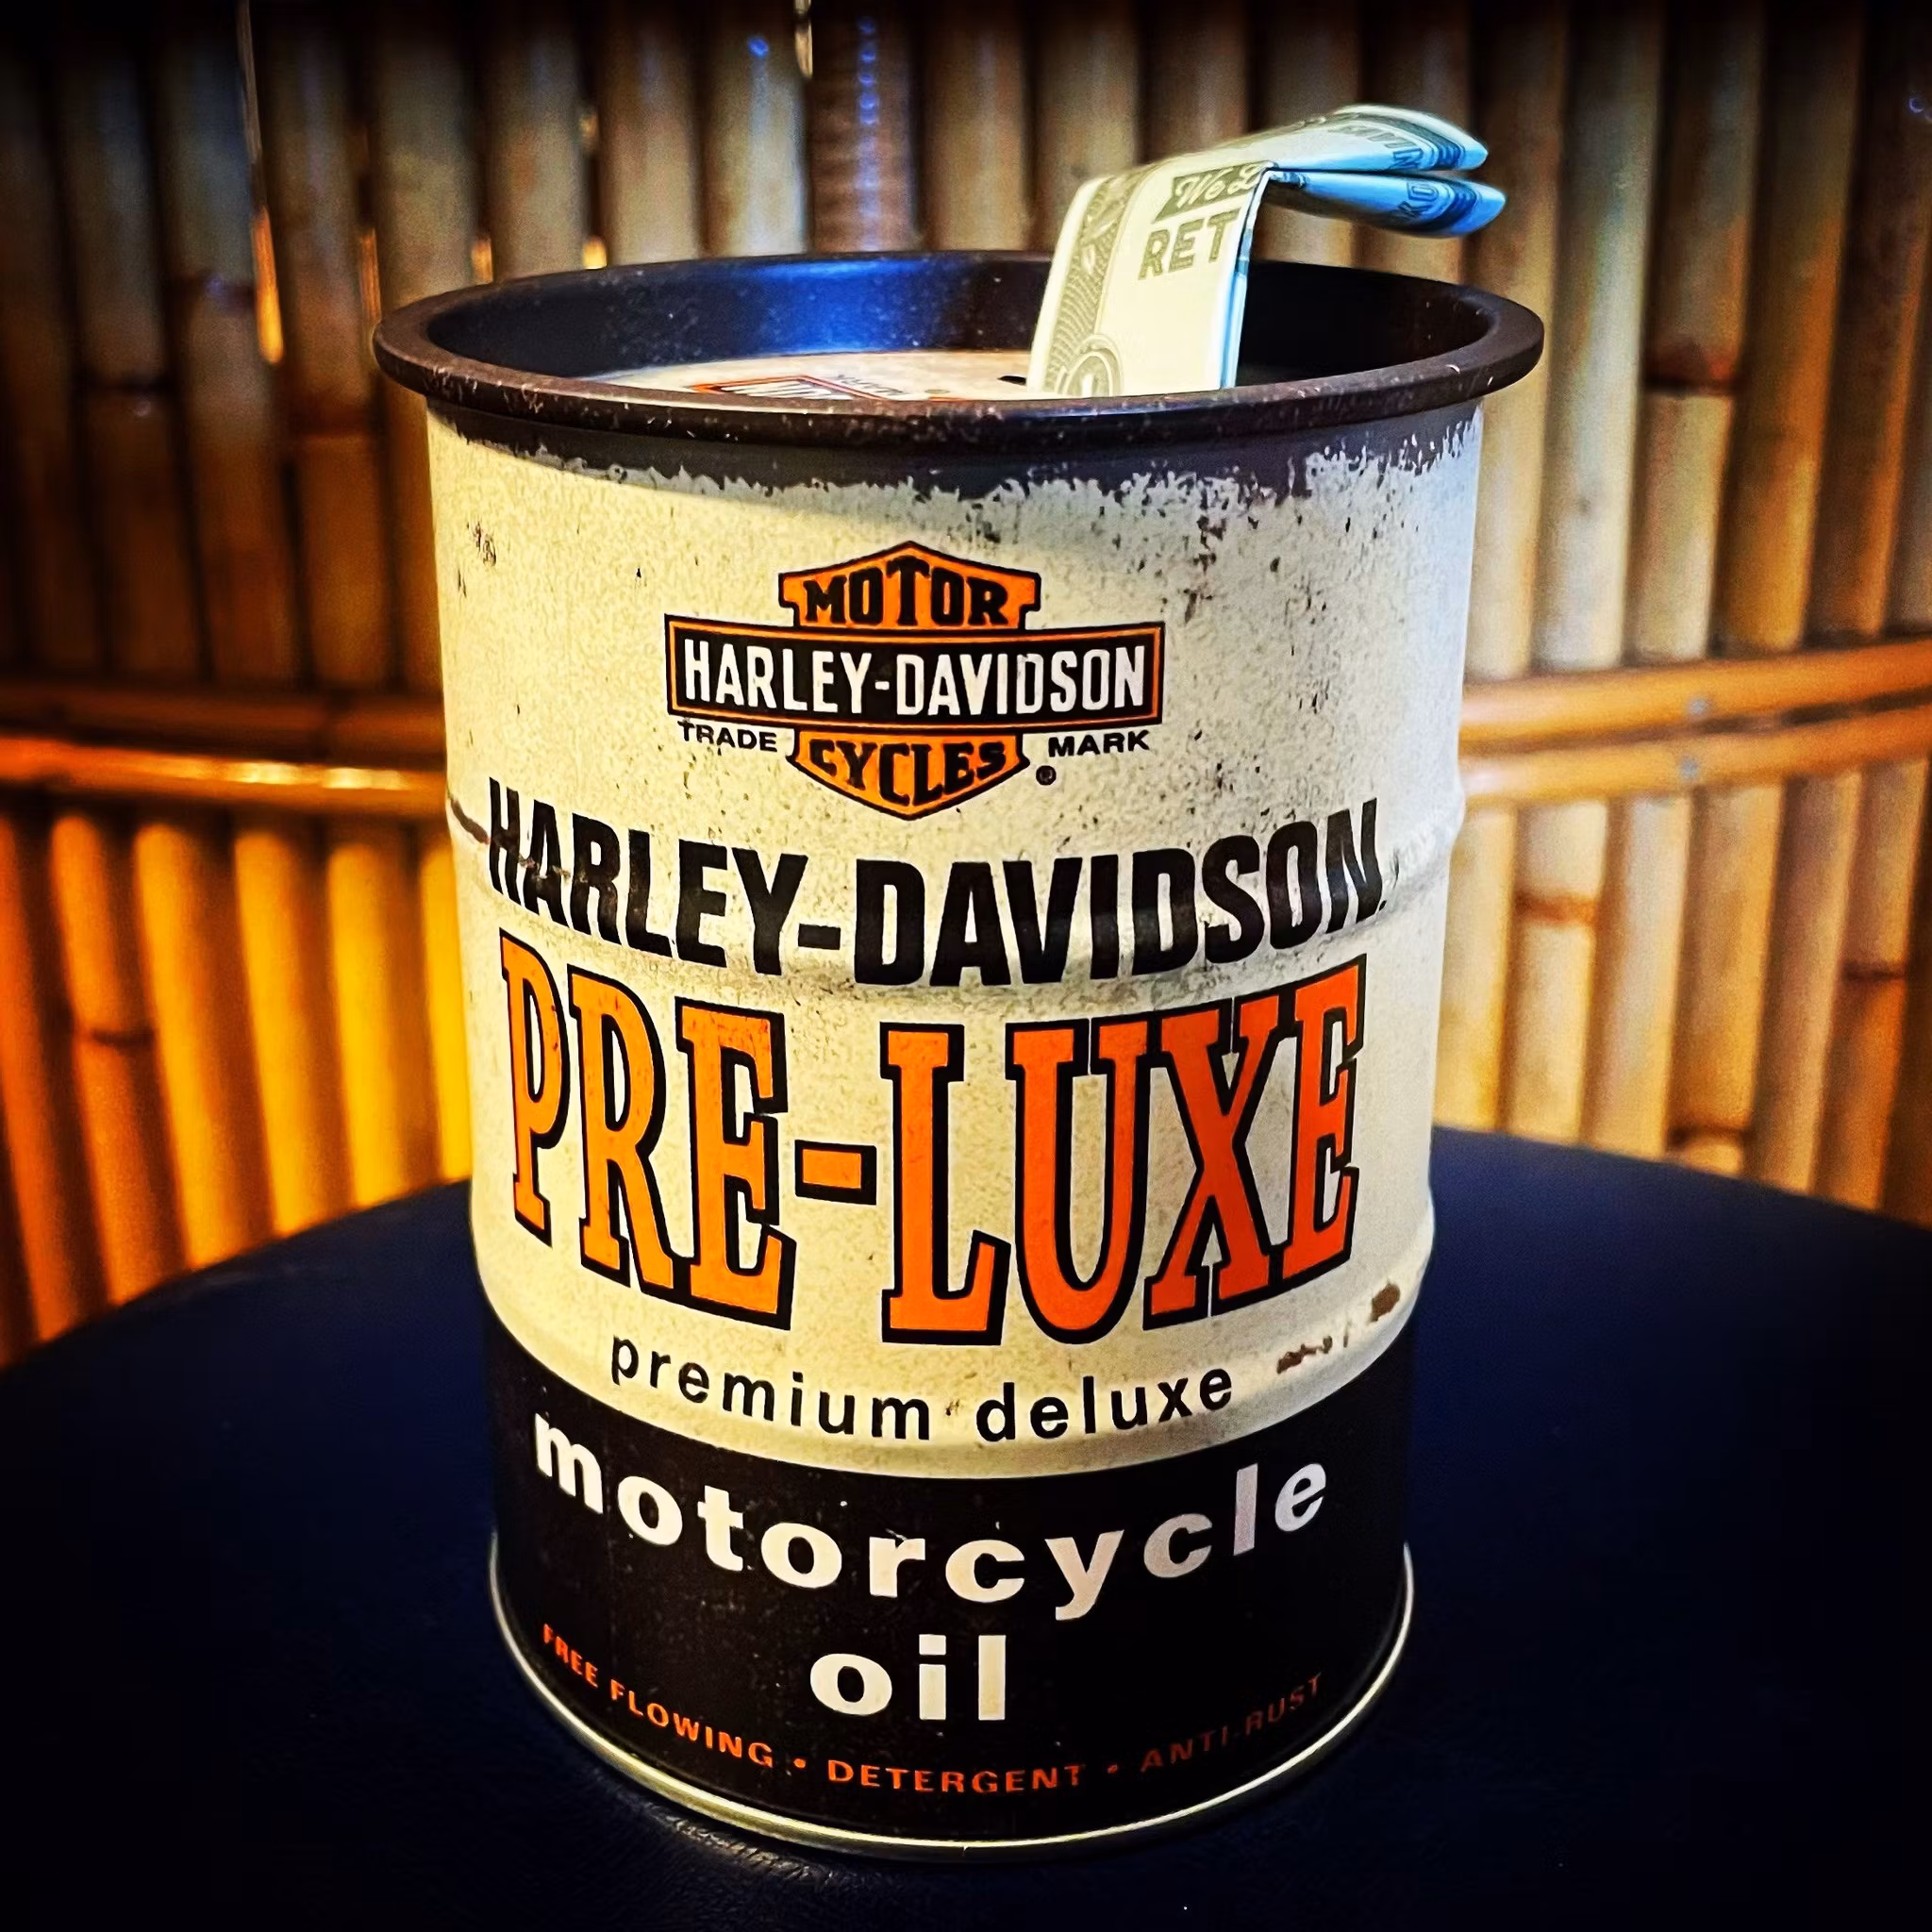 We
RET
MOTOR
HARLEY-DAVIDSON
TRADE MARK
CYCLES ®
HARLEY-DAVIDSON
PRE-LUXE
premium deluxe
motorcycle
oil
FREE FLOWING • DETERGENT • ANTI-RUST